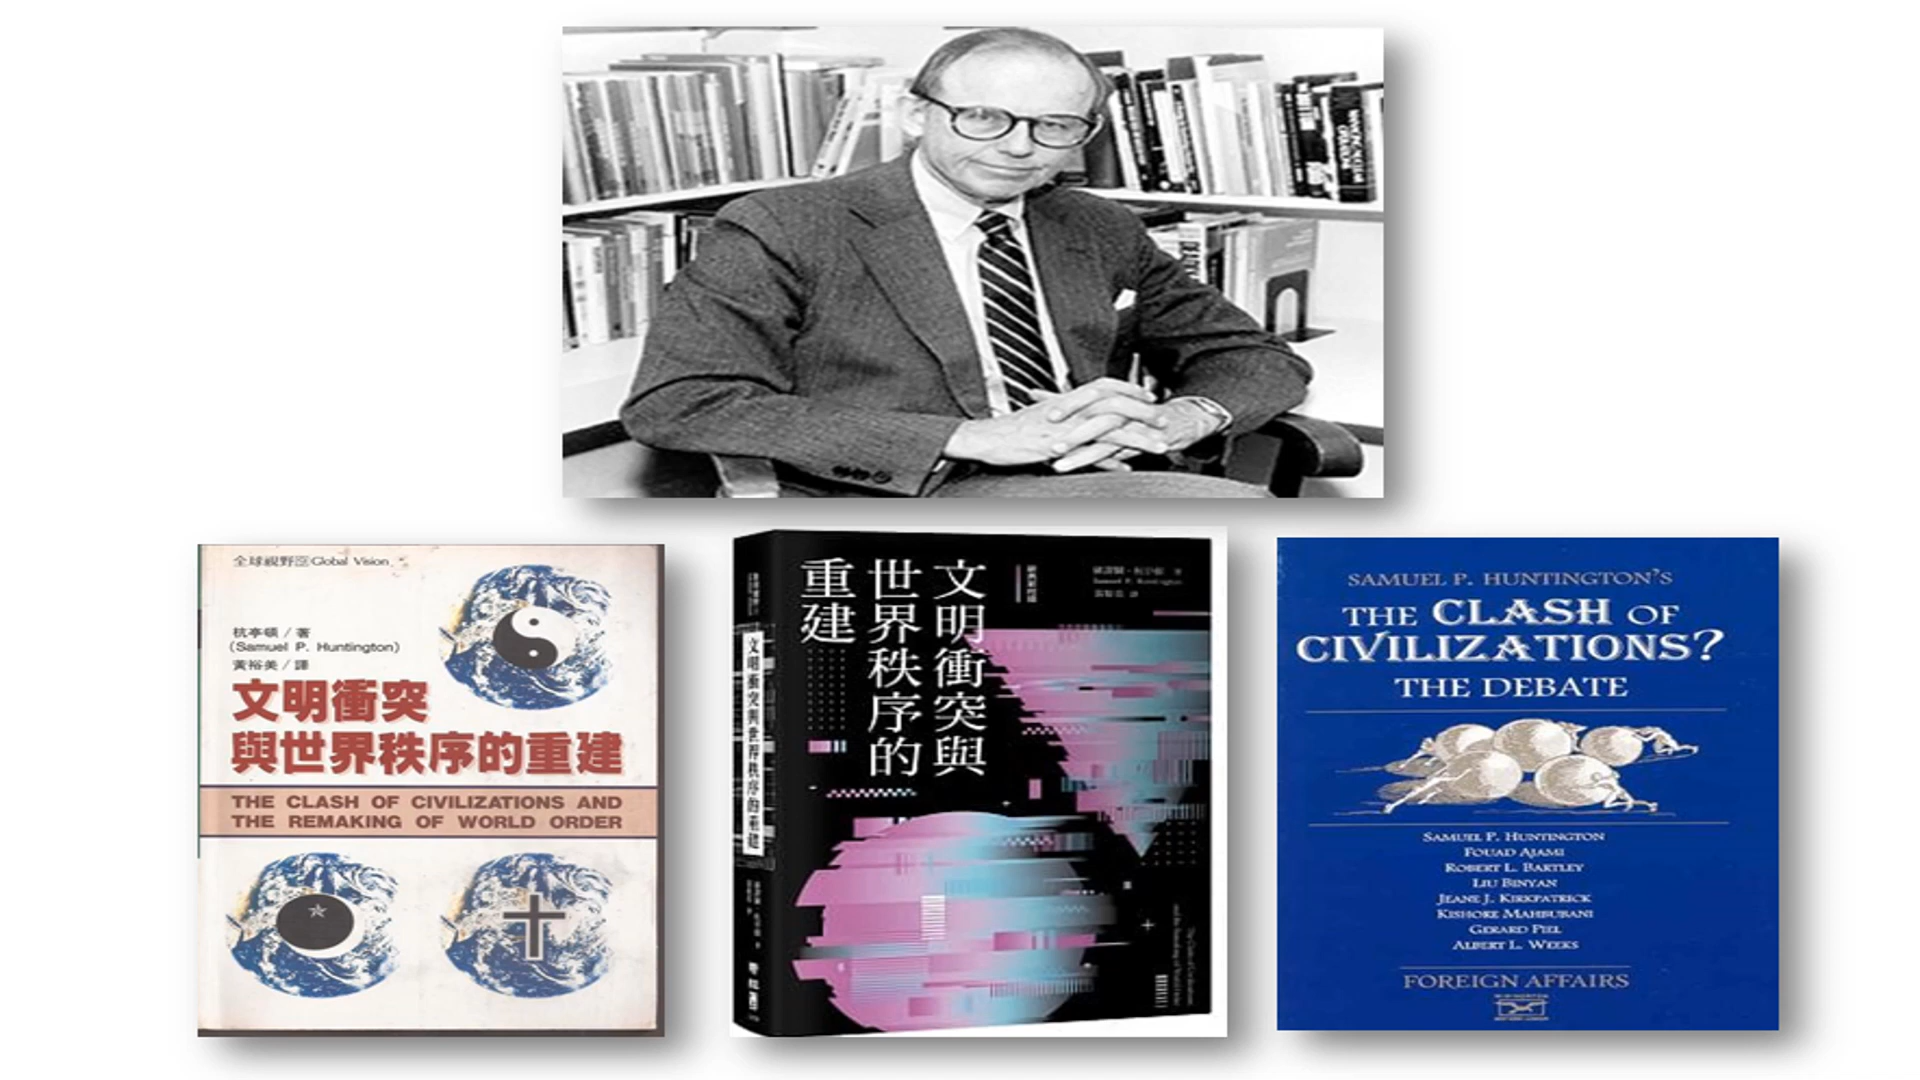 全球視野 Global Vision
杭亭頓／著
(Samuel P. Huntington)
黃裕美／譯
文明衝突
與世界秩序的重建
THE CLASH OF CIVILIZATIONS AND
THE REMAKING OF WORLD ORDER
文明衝突與
世界秩序的
重建
Samuel P. Huntington
文明衝突與世界秩序的重建
SAMUEL P. HUNTINGTON'S
THE CLASH OF
CIVILIZATIONS?
THE DEBATE
SAMUEL P. HUNTINGTON
FOUAD AJAMI
ROBERT L. BARTLEY
LIU BINYAN
JEANE J. KIRKPATRICK
KISHORE MAHBUBANI
GERARD PIEL
ALBERT L. WEEKS
FOREIGN AFFAIRS